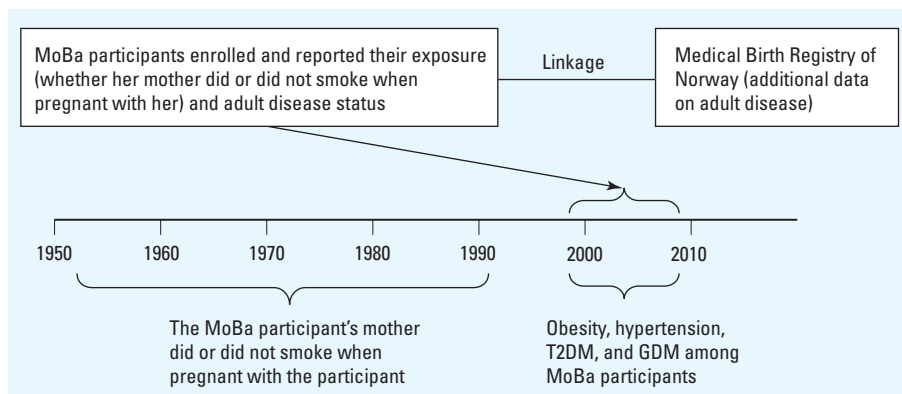 MoBa participants enrolled and reported their exposure
(whether her mother did or did not smoke when
pregnant with her) and adult disease status
Linkage
Medical Birth Registry of
Norway (additional data
on adult disease)
1950
1960
1970
1980
1990
2000
2010
The MoBa participant's mother
did or did not smoke when
pregnant with the participant
Obesity, hypertension,
T2DM, and GDM among
MoBa participants